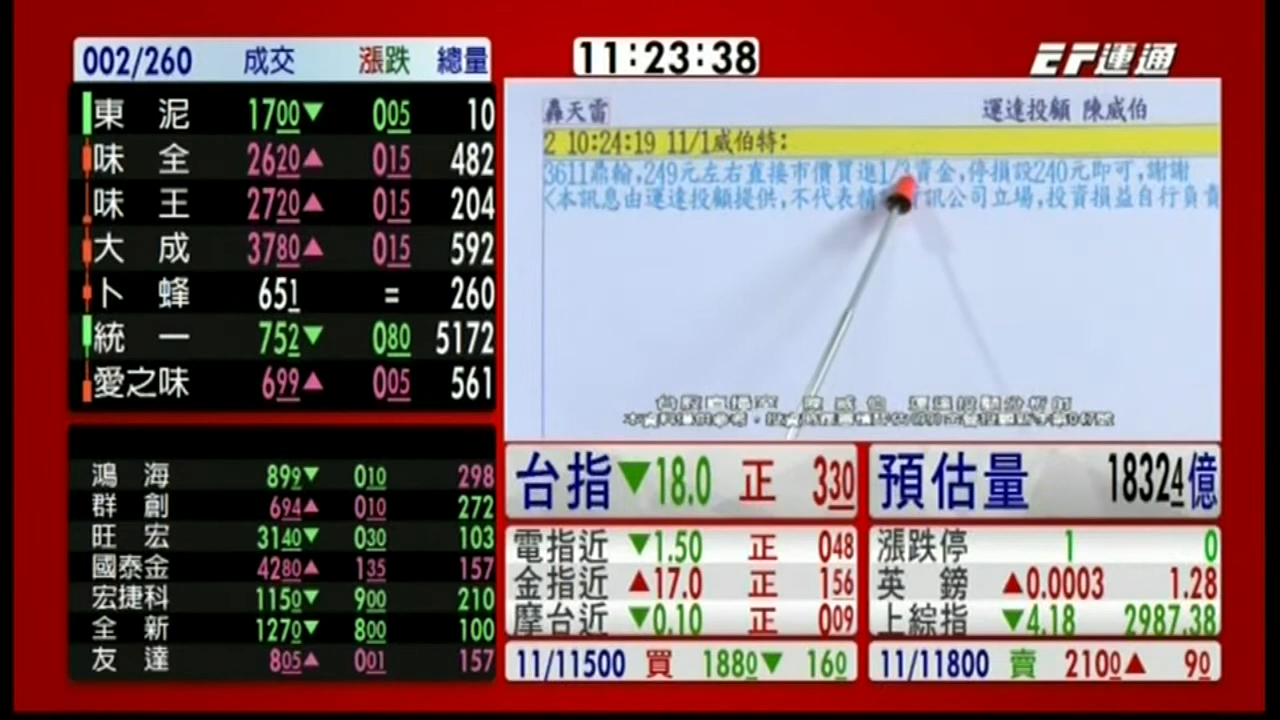 002/260 成交 漲跌 總量
東泥 1700▼ 005 10
味全 2620▲ 015 482
味王 2720▲ 015 204
大成 3780▲ 015 592
卜蜂 651 = 260
統一 752▼ 080 5172
愛之味 699▲ 005 561
鴻海 899▼ 010 298
群創 694▲ 010 272
旺宏 3140▼ 030 103
國泰金 4280▲ 135 157
宏捷科 1150▼ 900 210
全新 1270▼ 800 100
友達 805▲ 001 157
11:23:38
EF運通
轟天雷 運達投顧 陳威伯
2 10:24:19 11/1威伯特:
3611鼎翰,249元左右直接市價買進1/3資金,停損設240元即可,謝謝
<本訊息由運達投顧提供,不代表 訊公司立場,投資損益自行負責
陳威伯 運達投顧分析師
台指▼18.0 正 330
電指近▼1.50 正 048
金指近▲17.0 正 156
摩台近▼0.10 正 009
11/11500 買 1880▼ 160
預估量 18324億
漲跌停 1 0
英鎊▲0.0003 1.28
上綜指▼4.18 2987.38
11/11800 賣 2100▲ 90